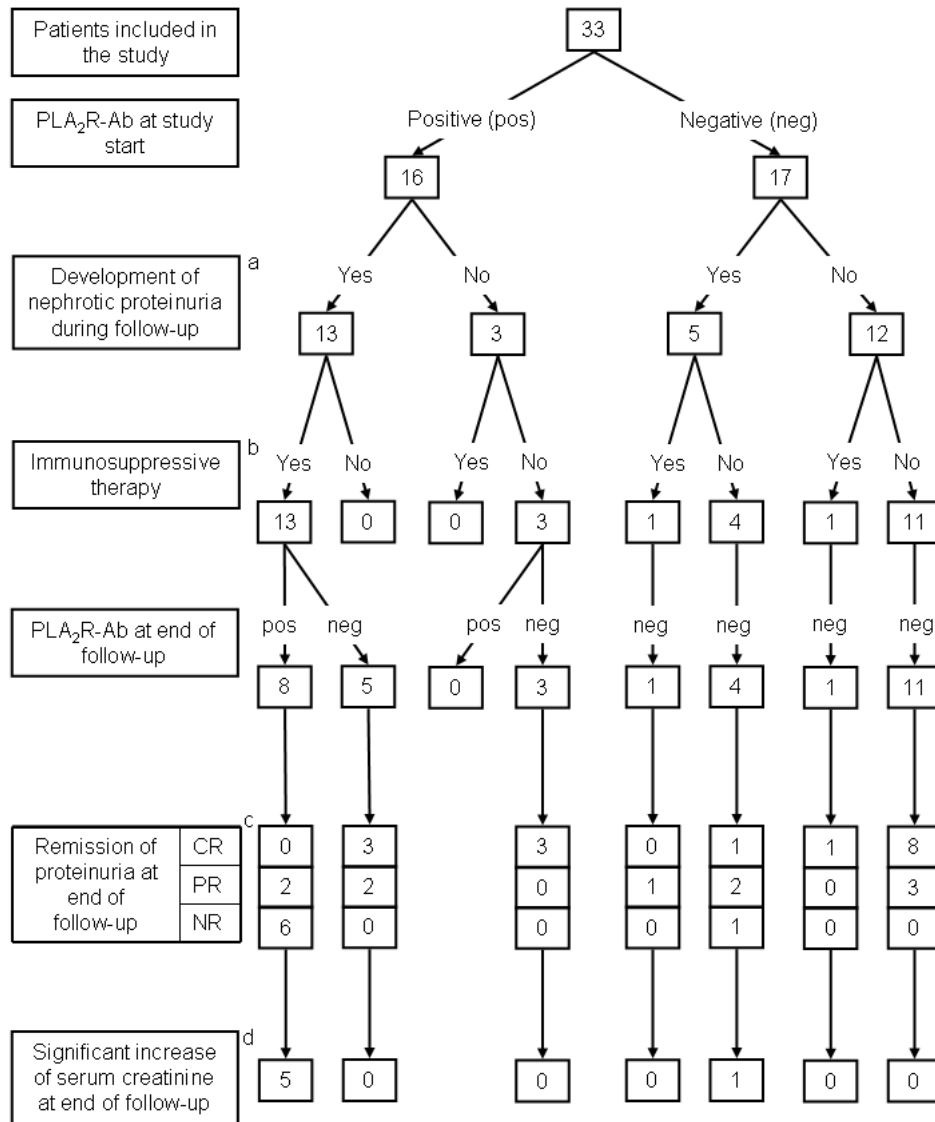 Patients included in
the study
33
PLA₂R-Ab at study
start
Positive (pos) Negative (neg)
16 17
a
Development of
nephrotic proteinuria
during follow-up
Yes No Yes No
13 3 5 12
b
Immunosuppressive
therapy
Yes No Yes No Yes No Yes No
13 0 0 3 1 4 1 11
PLA₂R-Ab at end of
follow-up
pos neg pos neg neg neg neg neg
8 5 0 3 1 4 1 11
c
Remission of
proteinuria at
end of
follow-up
CR 0 3 3 0 1 1 8
PR 2 2 0 1 2 0 3
NR 6 0 0 0 1 0 0
d
Significant increase
of serum creatinine
at end of follow-up
5 0 0 0 1 0 0